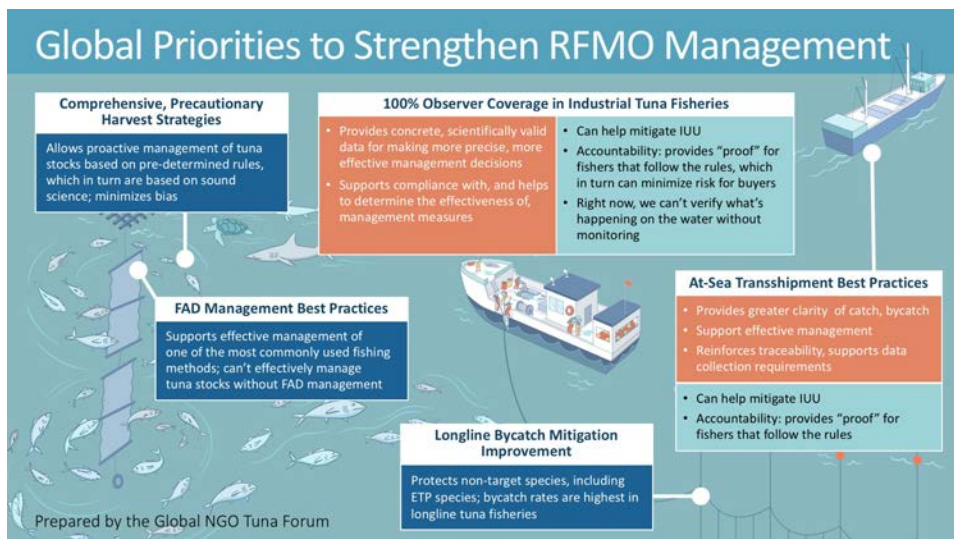 Global Priorities to Strengthen RFMO Management
Comprehensive, Precautionary
Harvest Strategies
Allows proactive management of tuna
stocks based on pre-determined rules,
which in turn are based on sound
science; minimizes bias
100% Observer Coverage in Industrial Tuna Fisheries
• Provides concrete, scientifically valid
data for making more precise, more
effective management decisions
• Supports compliance with, and helps
to determine the effectiveness of,
management measures
• Can help mitigate IUU
• Accountability: provides “proof” for
fishers that follow the rules, which
in turn can minimize risk for buyers
• Right now, we can’t verify what’s
happening on the water without
monitoring
FAD Management Best Practices
Supports effective management of
one of the most commonly used fishing
methods; can’t effectively manage
tuna stocks without FAD management
At-Sea Transshipment Best Practices
• Provides greater clarity of catch, bycatch
• Support effective management
• Reinforces traceability, supports data
collection requirements
• Can help mitigate IUU
• Accountability: provides “proof” for
fishers that follow the rules
Longline Bycatch Mitigation
Improvement
Protects non-target species, including
ETP species; bycatch rates are highest in
longline tuna fisheries
Prepared by the Global NGO Tuna Forum